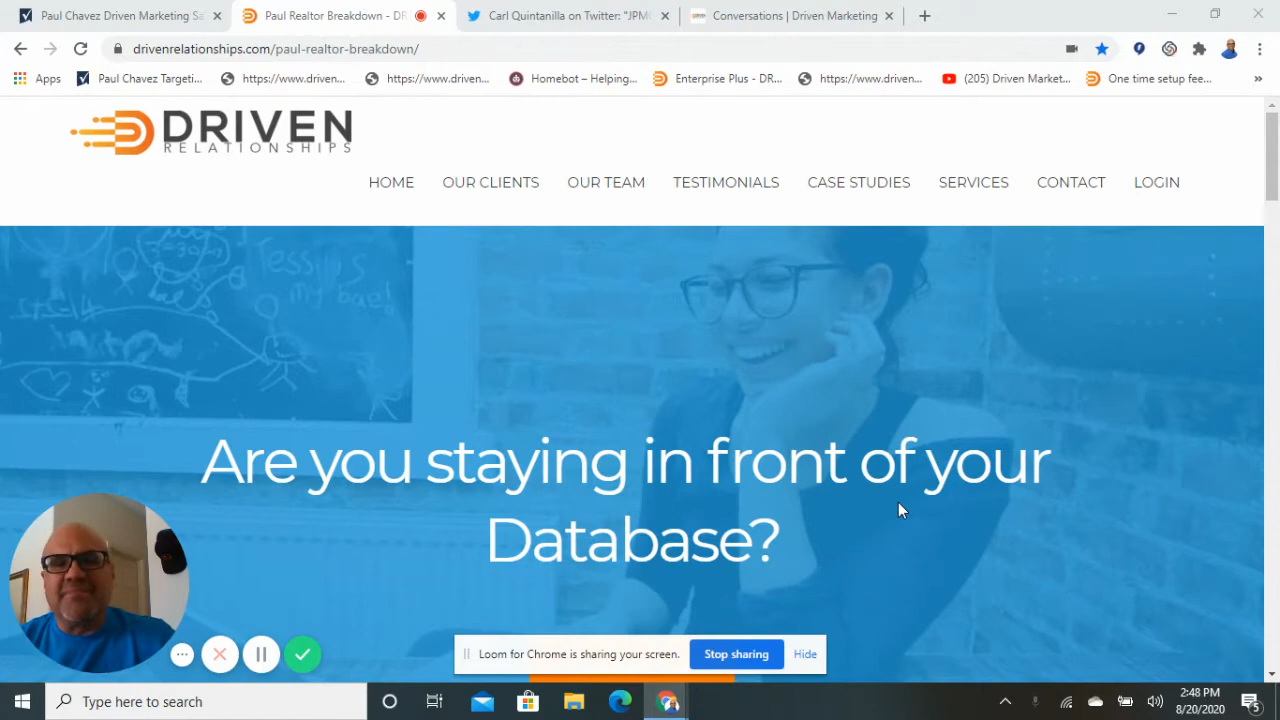 Paul Chavez Driven Marketing Sa
Paul Realtor Breakdown - DR
Carl Quintanilla on Twitter: "JPMO
Conversations | Driven Marketing
drivenrelationships.com/paul-realtor-breakdown/
Apps
Paul Chavez Targeti...
https://www.driven...
https://www.driven...
Homebot – Helping...
Enterprise Plus - DR...
https://www.driven...
(205) Driven Market...
One time setup fee...
DRIVEN
RELATIONSHIPS
HOME OUR CLIENTS OUR TEAM TESTIMONIALS CASE STUDIES SERVICES CONTACT LOGIN
Are you staying in front of your
Database?
Loom for Chrome is sharing your screen. Stop sharing Hide
Type here to search
2:48 PM
8/20/2020
5